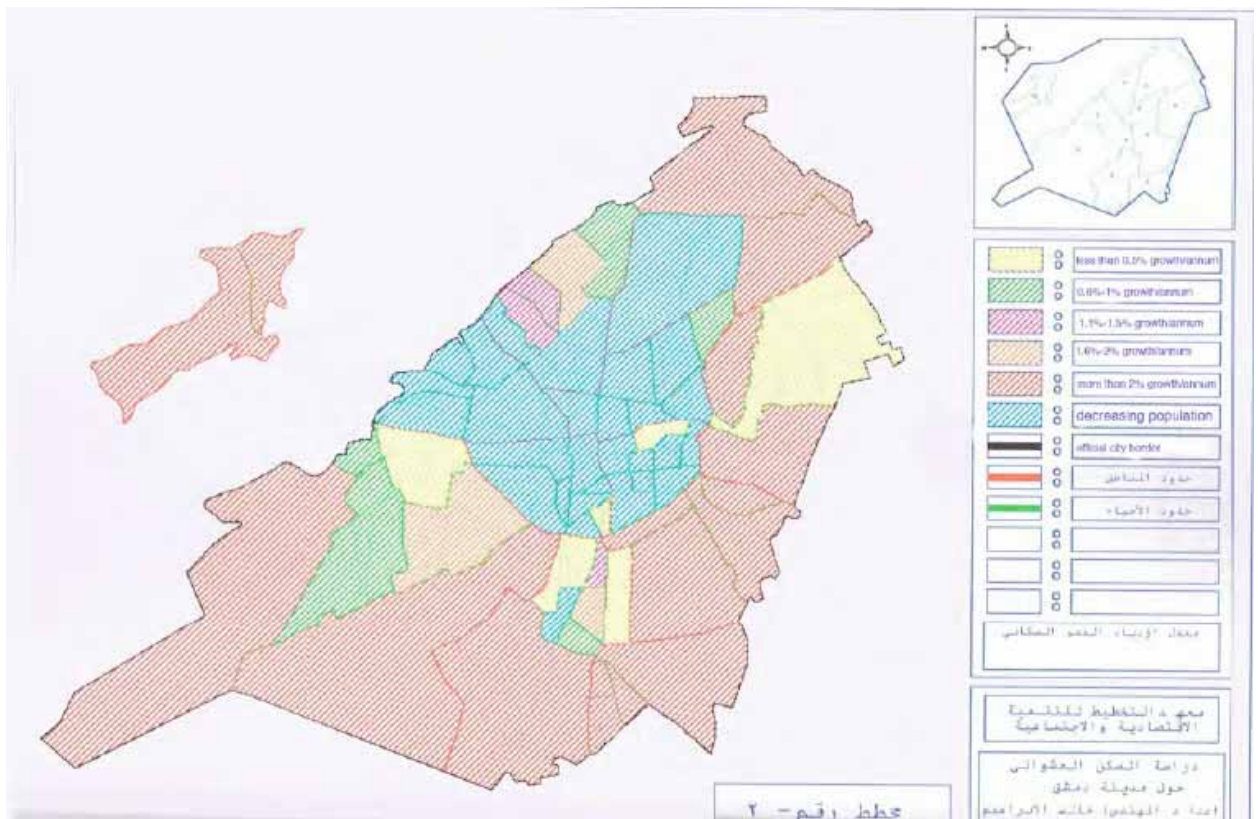 less than 0.5% growth/annum
0.6%-1% growth/annum
1.1%-1.5% growth/annum
1.6%-2% growth/annum
more than 2% growth/annum
decreasing population
official city border
حدود المناطق
حدود الأحياء
معدل ازدياد النمو السكاني
معهد التخطيط للتنمية
الاقتصادية والاجتماعية
دراسة السكن العشوائي
حول مدينة دمشق
مخطط رقم - ٢